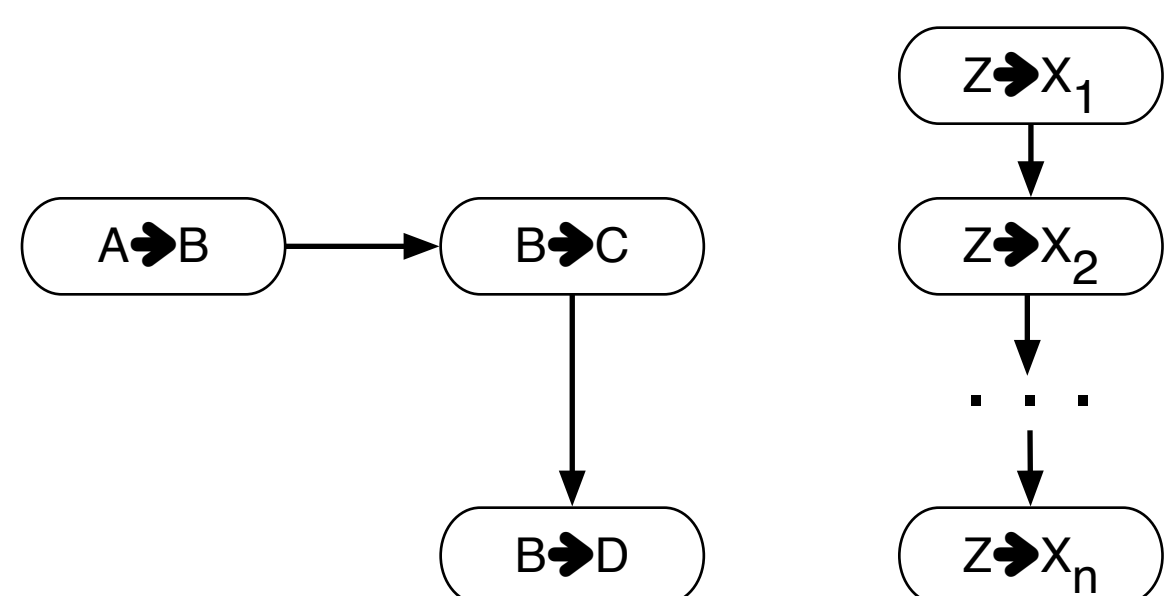 Z➔X₁
A➔B
B➔C
Z➔X₂
. . .
B➔D
Z➔Xₙ